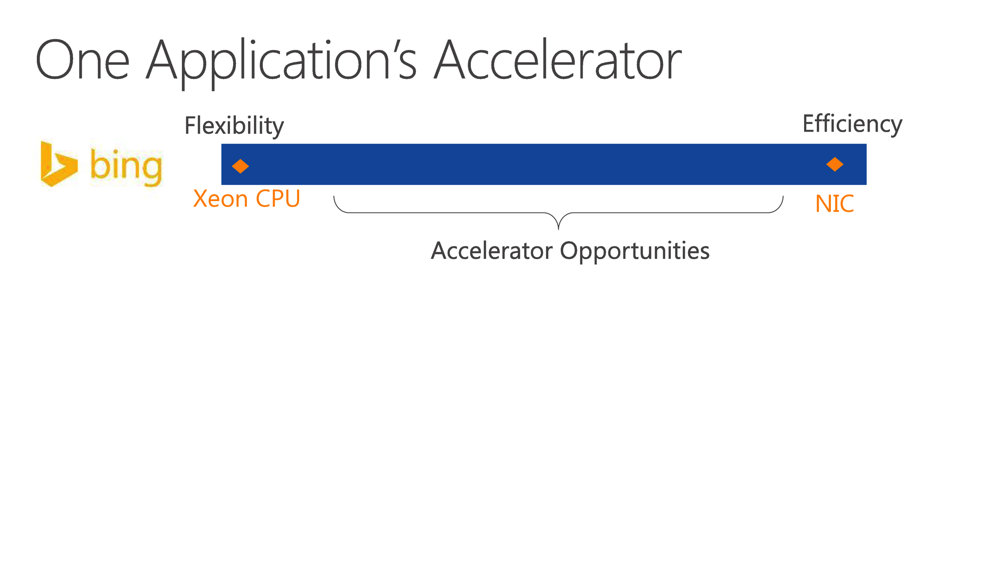 One Application’s Accelerator
Flexibility
Efficiency
bing
Xeon CPU
NIC
Accelerator Opportunities